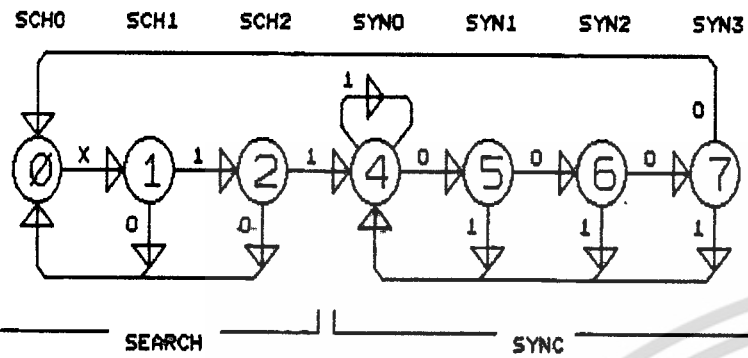 SCH0 SCH1 SCH2 SYN0 SYN1 SYN2 SYN3
1
0
0 X 1 1 2 1 4 0 5 0 6 0 7
0 0 1 1 1
SEARCH SYNC